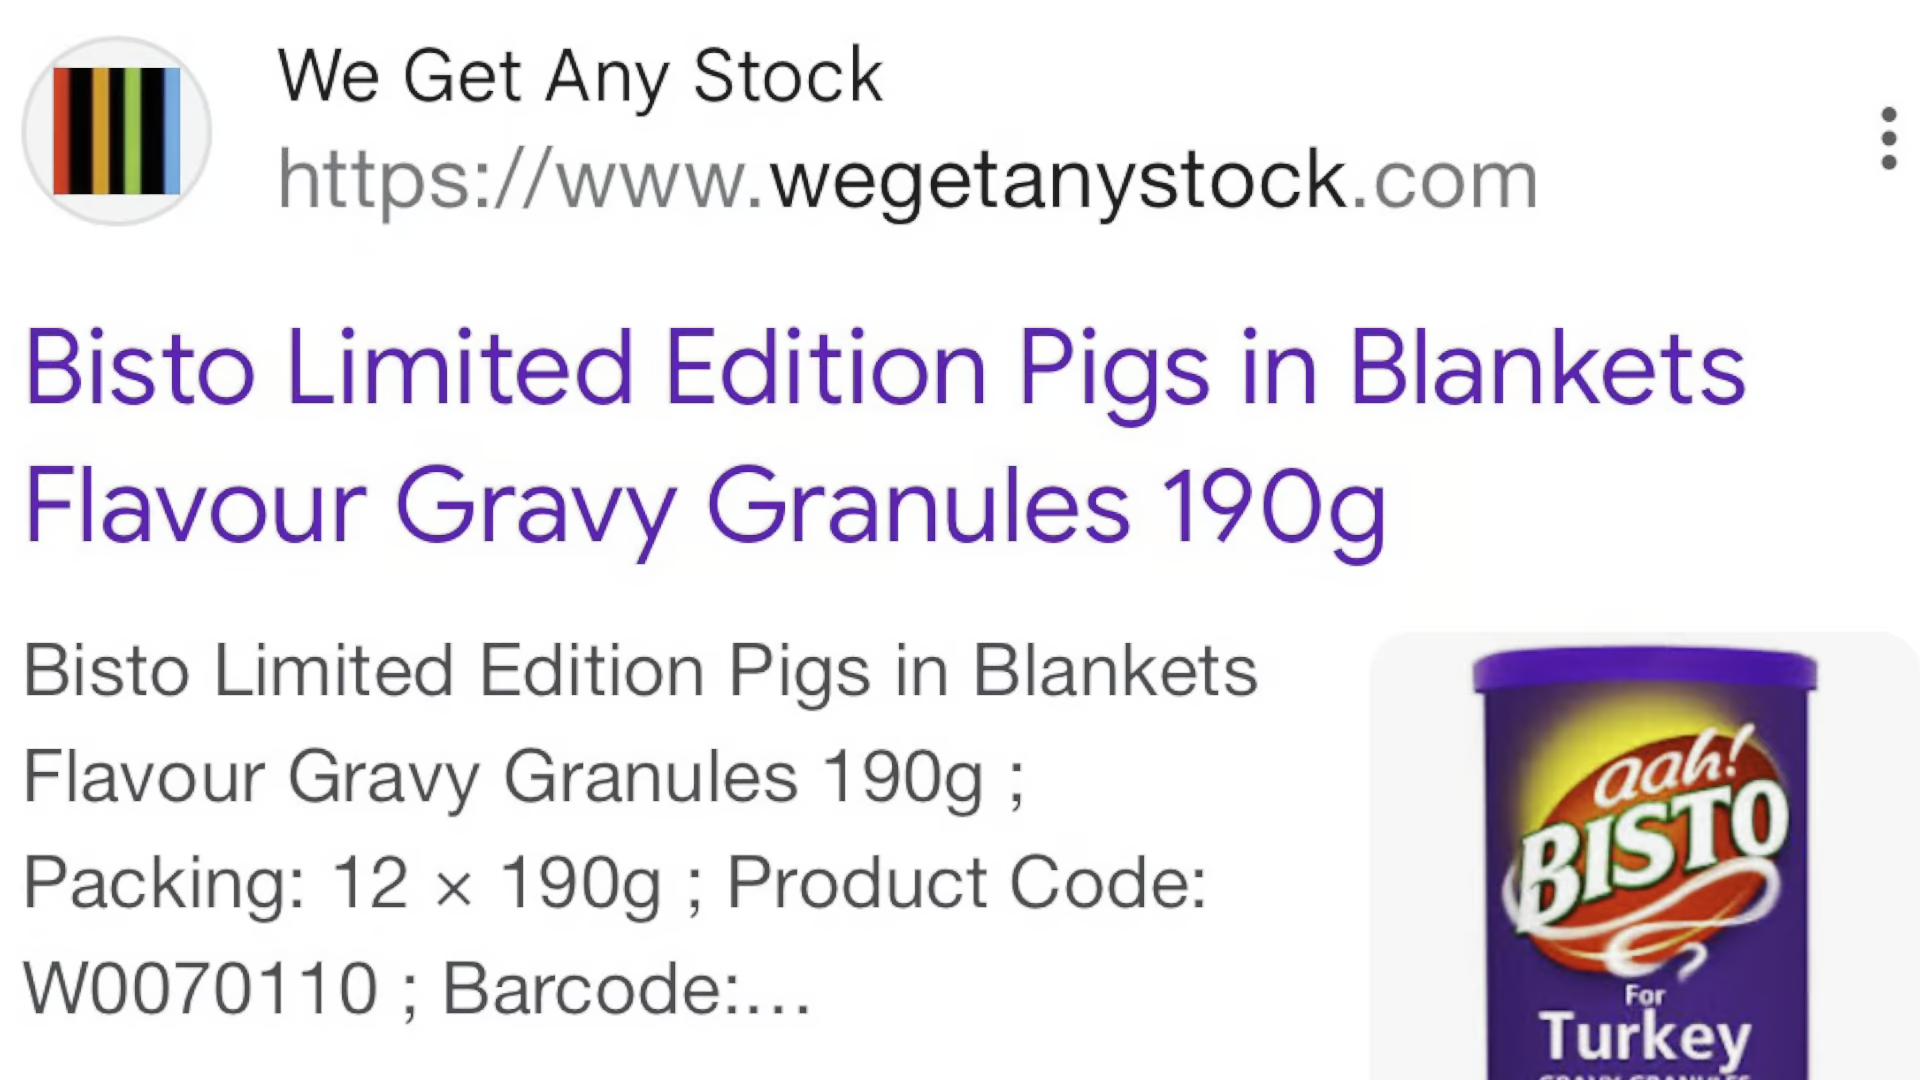 We Get Any Stock
https://www.wegetanystock.com
Bisto Limited Edition Pigs in Blankets
Flavour Gravy Granules 190g
Bisto Limited Edition Pigs in Blankets
Flavour Gravy Granules 190g ;
Packing: 12 × 190g ; Product Code:
W0070110 ; Barcode:...
aah!
BISTO
For
Turkey